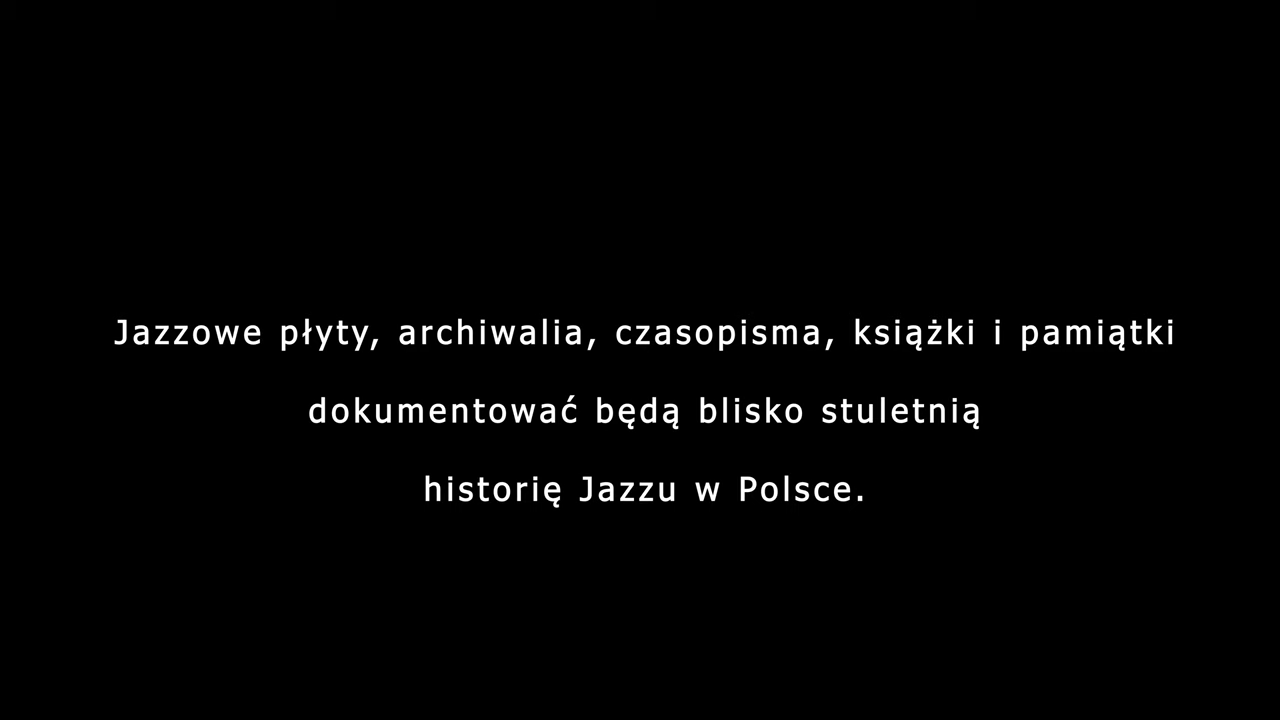 Jazzowe płyty, archiwalia, czasopisma, książki i pamiątki
dokumentować będą blisko stuletnią
historię Jazzu w Polsce.